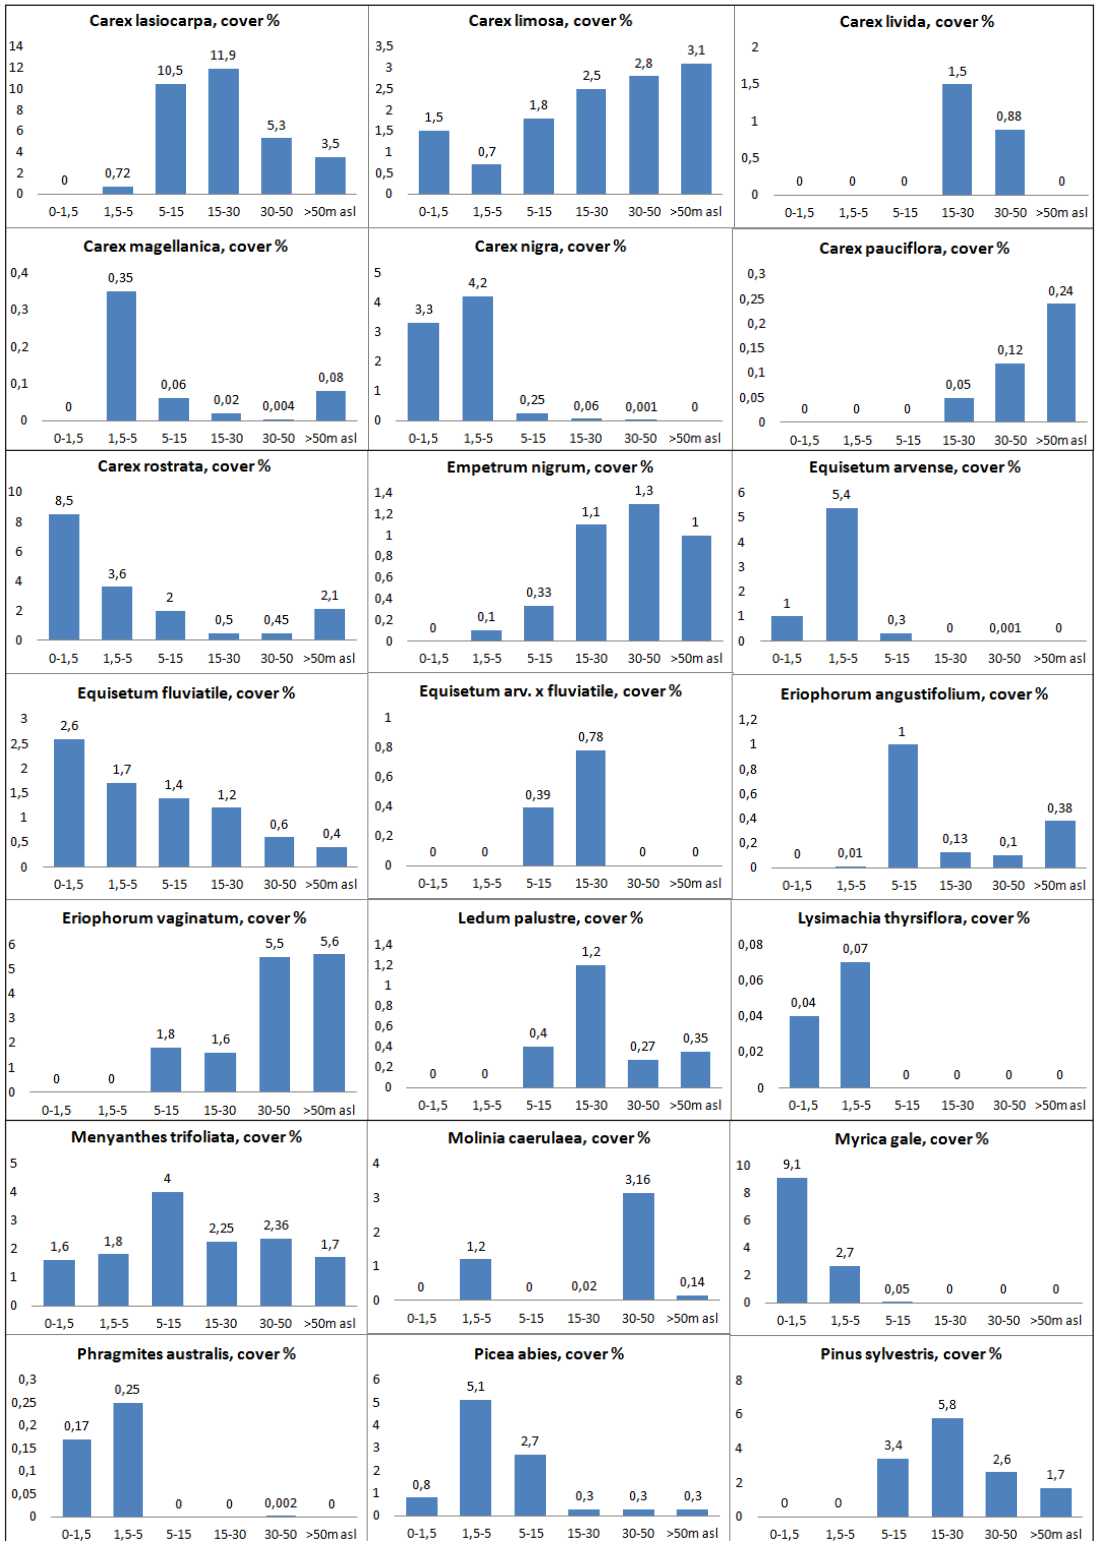 Carex lasiocarpa, cover %
14
12
10
8
6
4
2
0
0 0,72 10,5 11,9 5,3 3,5
0-1,5 1,5-5 5-15 15-30 30-50 >50m asl
Carex limosa, cover %
3,5
3
2,5
2
1,5
1
0,5
0
1,5 0,7 1,8 2,5 2,8 3,1
0-1,5 1,5-5 5-15 15-30 30-50 >50m asl
Carex livida, cover %
2
1,5
1
0,5
0
0 0 0 1,5 0,88 0
0-1,5 1,5-5 5-15 15-30 30-50 >50m asl
Carex magellanica, cover %
0,4
0,3
0,2
0,1
0
0 0,35 0,06 0,02 0,004 0,08
0-1,5 1,5-5 5-15 15-30 30-50 >50m asl
Carex nigra, cover %
5
4
3
2
1
0
3,3 4,2 0,25 0,06 0,001 0
0-1,5 1,5-5 5-15 15-30 30-50 >50m asl
Carex pauciflora, cover %
0,3
0,25
0,2
0,15
0,1
0,05
0
0 0 0 0,05 0,12 0,24
0-1,5 1,5-5 5-15 15-30 30-50 >50m asl
Carex rostrata, cover %
10
8
6
4
2
0
8,5 3,6 2 0,5 0,45 2,1
0-1,5 1,5-5 5-15 15-30 30-50 >50m asl
Empetrum nigrum, cover %
1,4
1,2
1
0,8
0,6
0,4
0,2
0
0 0,1 0,33 1,1 1,3 1
0-1,5 1,5-5 5-15 15-30 30-50 >50m asl
Equisetum arvense, cover %
6
5
4
3
2
1
0
1 5,4 0,3 0 0,001 0
0-1,5 1,5-5 5-15 15-30 30-50 >50m asl
Equisetum fluviatile, cover %
3
2,5
2
1,5
1
0,5
0
2,6 1,7 1,4 1,2 0,6 0,4
0-1,5 1,5-5 5-15 15-30 30-50 >50m asl
Equisetum arv. x fluviatile, cover %
1
0,8
0,6
0,4
0,2
0
0 0 0,39 0,78 0 0
0-1,5 1,5-5 5-15 15-30 30-50 >50m asl
Eriophorum angustifolium, cover %
1,2
1
0,8
0,6
0,4
0,2
0
0 0,01 1 0,13 0,1 0,38
0-1,5 1,5-5 5-15 15-30 30-50 >50m asl
Eriophorum vaginatum, cover %
6
5
4
3
2
1
0
0 0 1,8 1,6 5,5 5,6
0-1,5 1,5-5 5-15 15-30 30-50 >50m asl
Ledum palustre, cover %
1,4
1,2
1
0,8
0,6
0,4
0,2
0
0 0 0,4 1,2 0,27 0,35
0-1,5 1,5-5 5-15 15-30 30-50 >50m asl
Lysimachia thyrsiflora, cover %
0,08
0,06
0,04
0,02
0
0,04 0,07 0 0 0 0
0-1,5 1,5-5 5-15 15-30 30-50 >50m asl
Menyanthes trifoliata, cover %
5
4
3
2
1
0
1,6 1,8 4 2,25 2,36 1,7
0-1,5 1,5-5 5-15 15-30 30-50 >50m asl
Molinia caerulaea, cover %
4
3
2
1
0
0 1,2 0 0,02 3,16 0,14
0-1,5 1,5-5 5-15 15-30 30-50 >50m asl
Myrica gale, cover %
10
8
6
4
2
0
9,1 2,7 0,05 0 0 0
0-1,5 1,5-5 5-15 15-30 30-50 >50m asl
Phragmites australis, cover %
0,3
0,25
0,2
0,15
0,1
0,05
0
0,17 0,25 0 0 0,002 0
0-1,5 1,5-5 5-15 15-30 30-50 >50m asl
Picea abies, cover %
6
5
4
3
2
1
0
0,8 5,1 2,7 0,3 0,3 0,3
0-1,5 1,5-5 5-15 15-30 30-50 >50m asl
Pinus sylvestris, cover %
8
6
4
2
0
0 0 3,4 5,8 2,6 1,7
0-1,5 1,5-5 5-15 15-30 30-50 >50m asl